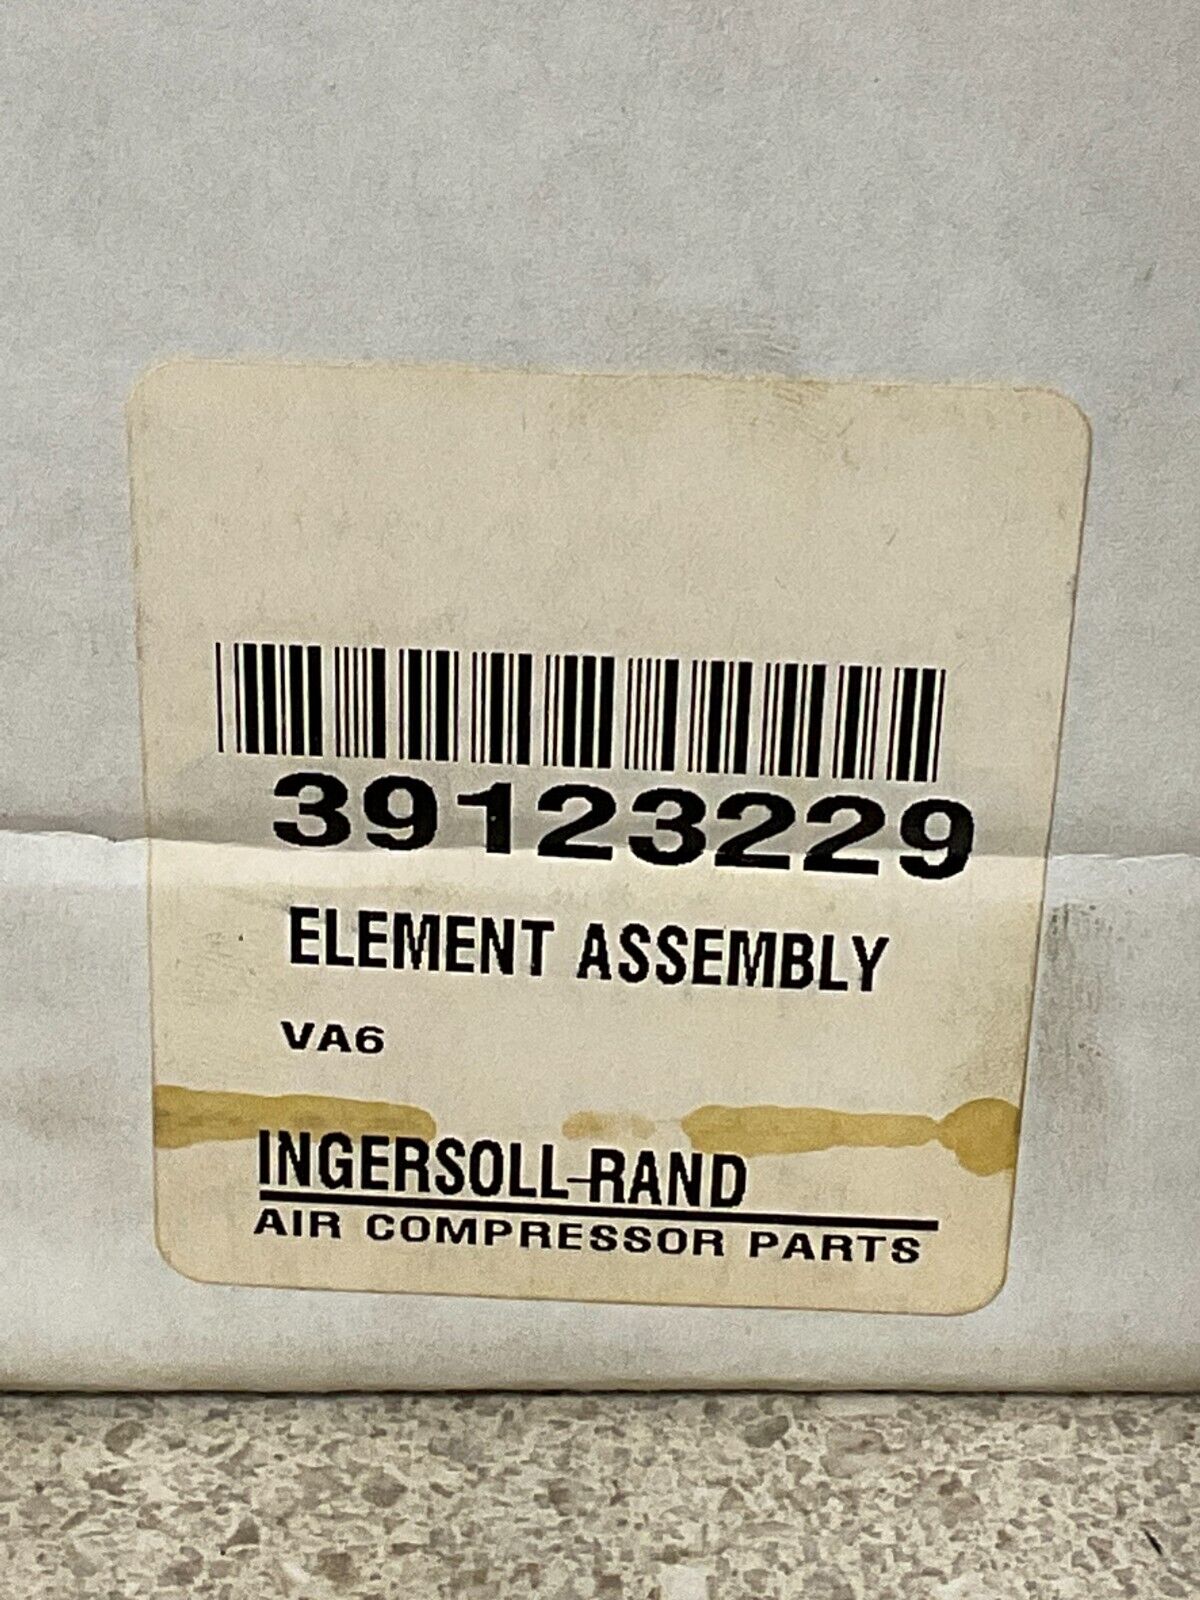 39123229
ELEMENT ASSEMBLY
VA6
INGERSOLL-RAND
AIR COMPRESSOR PARTS